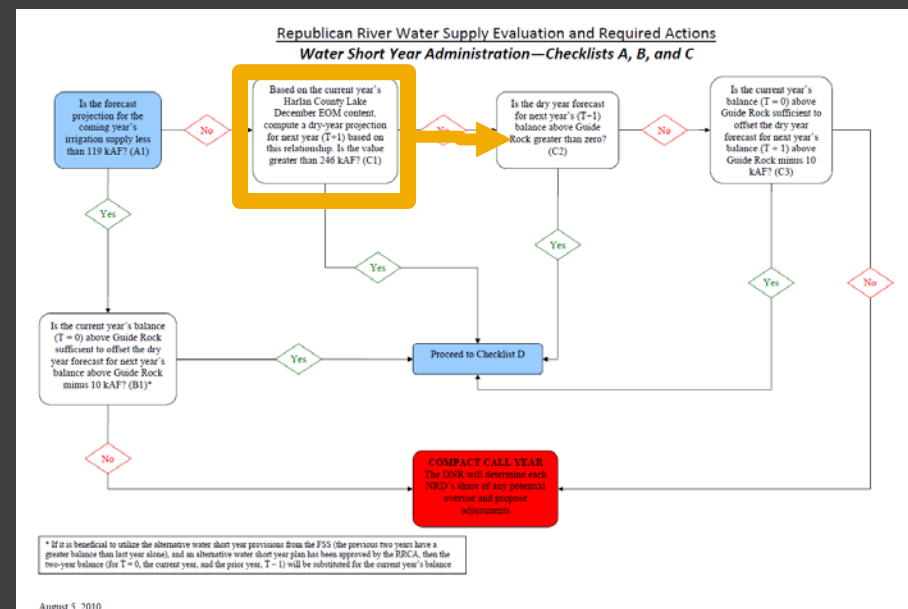 Republican River Water Supply Evaluation and Required Actions
Water Short Year Administration—Checklists A, B, and C
Is the forecast
projection for the
coming year's
irrigation supply less
than 119 kAF? (A1)
No
Based on the current year's
Harlan County Lake
December EOM content,
compute a dry-year projection
for next year (T+1) based on
this relationship. Is the value
greater than 246 kAF? (C1)
No
Is the dry year forecast
for next year's (T+1)
balance above Guide
Rock greater than zero?
(C2)
No
Is the current year's
balance (T = 0) above
Guide Rock sufficient to
offset the dry year
forecast for next year's
balance (T + 1) above
Guide Rock minus 10
kAF? (C3)
Yes
Yes
Yes
Yes
No
Is the current year's balance
(T = 0) above Guide Rock
sufficient to offset the dry
year forecast for next year's
balance above Guide Rock
minus 10 kAF? (B1)*
Yes
Proceed to Checklist D
No
COMPACT CALL YEAR
The DNR will determine each
NRD's share of any potential
overuse and propose
adjustments
* If it is beneficial to utilize the alternative water short year provisions from the FSS (the previous two years have a
greater balance than last year alone), and an alternative water short year plan has been approved by the RRCA, then the
two-year balance (for T = 0, the current year, and the prior year, T – 1) will be substituted for the current year's balance
August 5, 2010